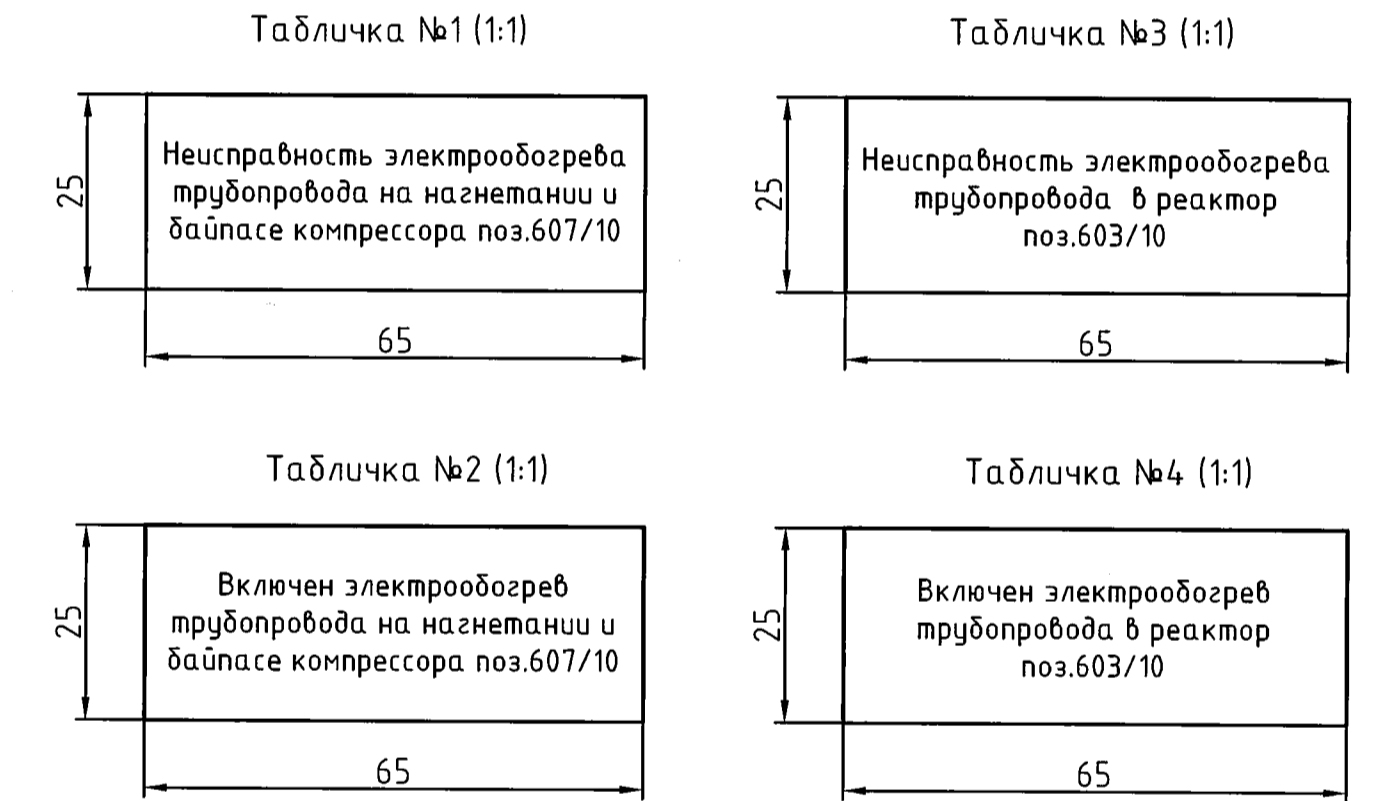 Табличка №1 (1:1)
25
Неисправность электрообогрева
трубопровода на нагнетании и
байпасе компрессора поз.607/10
65
Табличка №3 (1:1)
25
Неисправность электрообогрева
трубопровода в реактор
поз.603/10
65
Табличка №2 (1:1)
25
Включен электрообогрев
трубопровода на нагнетании и
байпасе компрессора поз.607/10
65
Табличка №4 (1:1)
25
Включен электрообогрев
трубопровода в реактор
поз.603/10
65